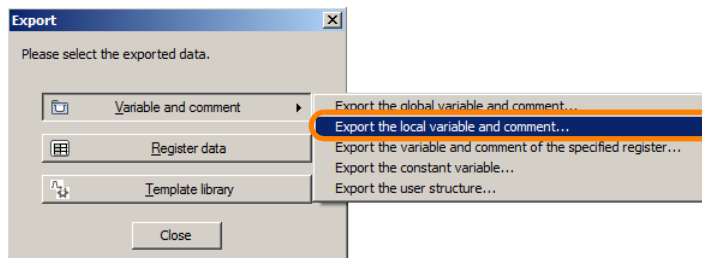 Export
Please select the exported data.
Variable and comment
Register data
Template library
Close
Export the global variable and comment...
Export the local variable and comment...
Export the variable and comment of the specified register...
Export the constant variable...
Export the user structure...